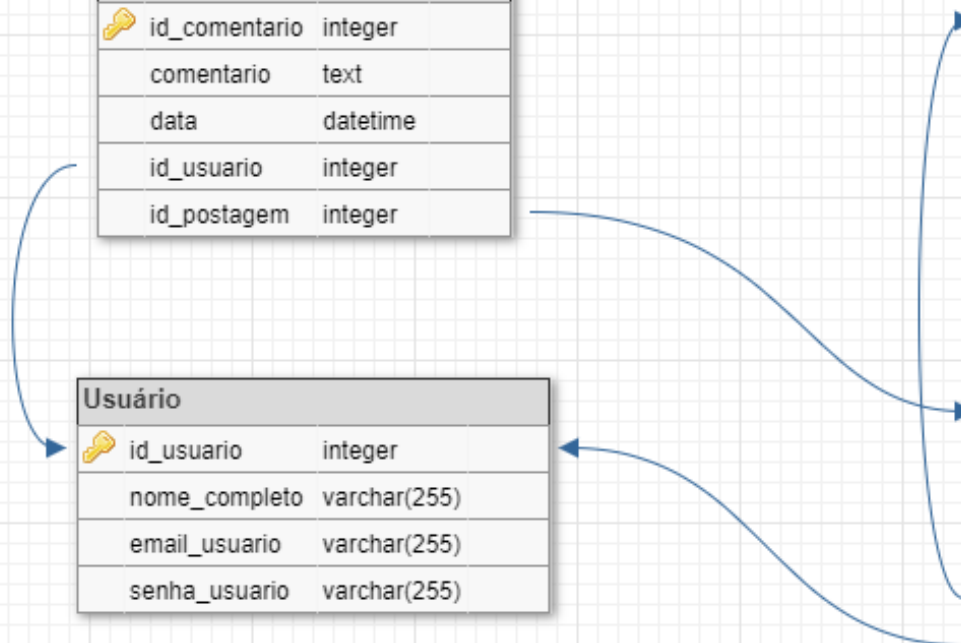 id_comentario integer
comentario text
data datetime
id_usuario integer
id_postagem integer
Usuário
id_usuario integer
nome_completo varchar(255)
email_usuario varchar(255)
senha_usuario varchar(255)